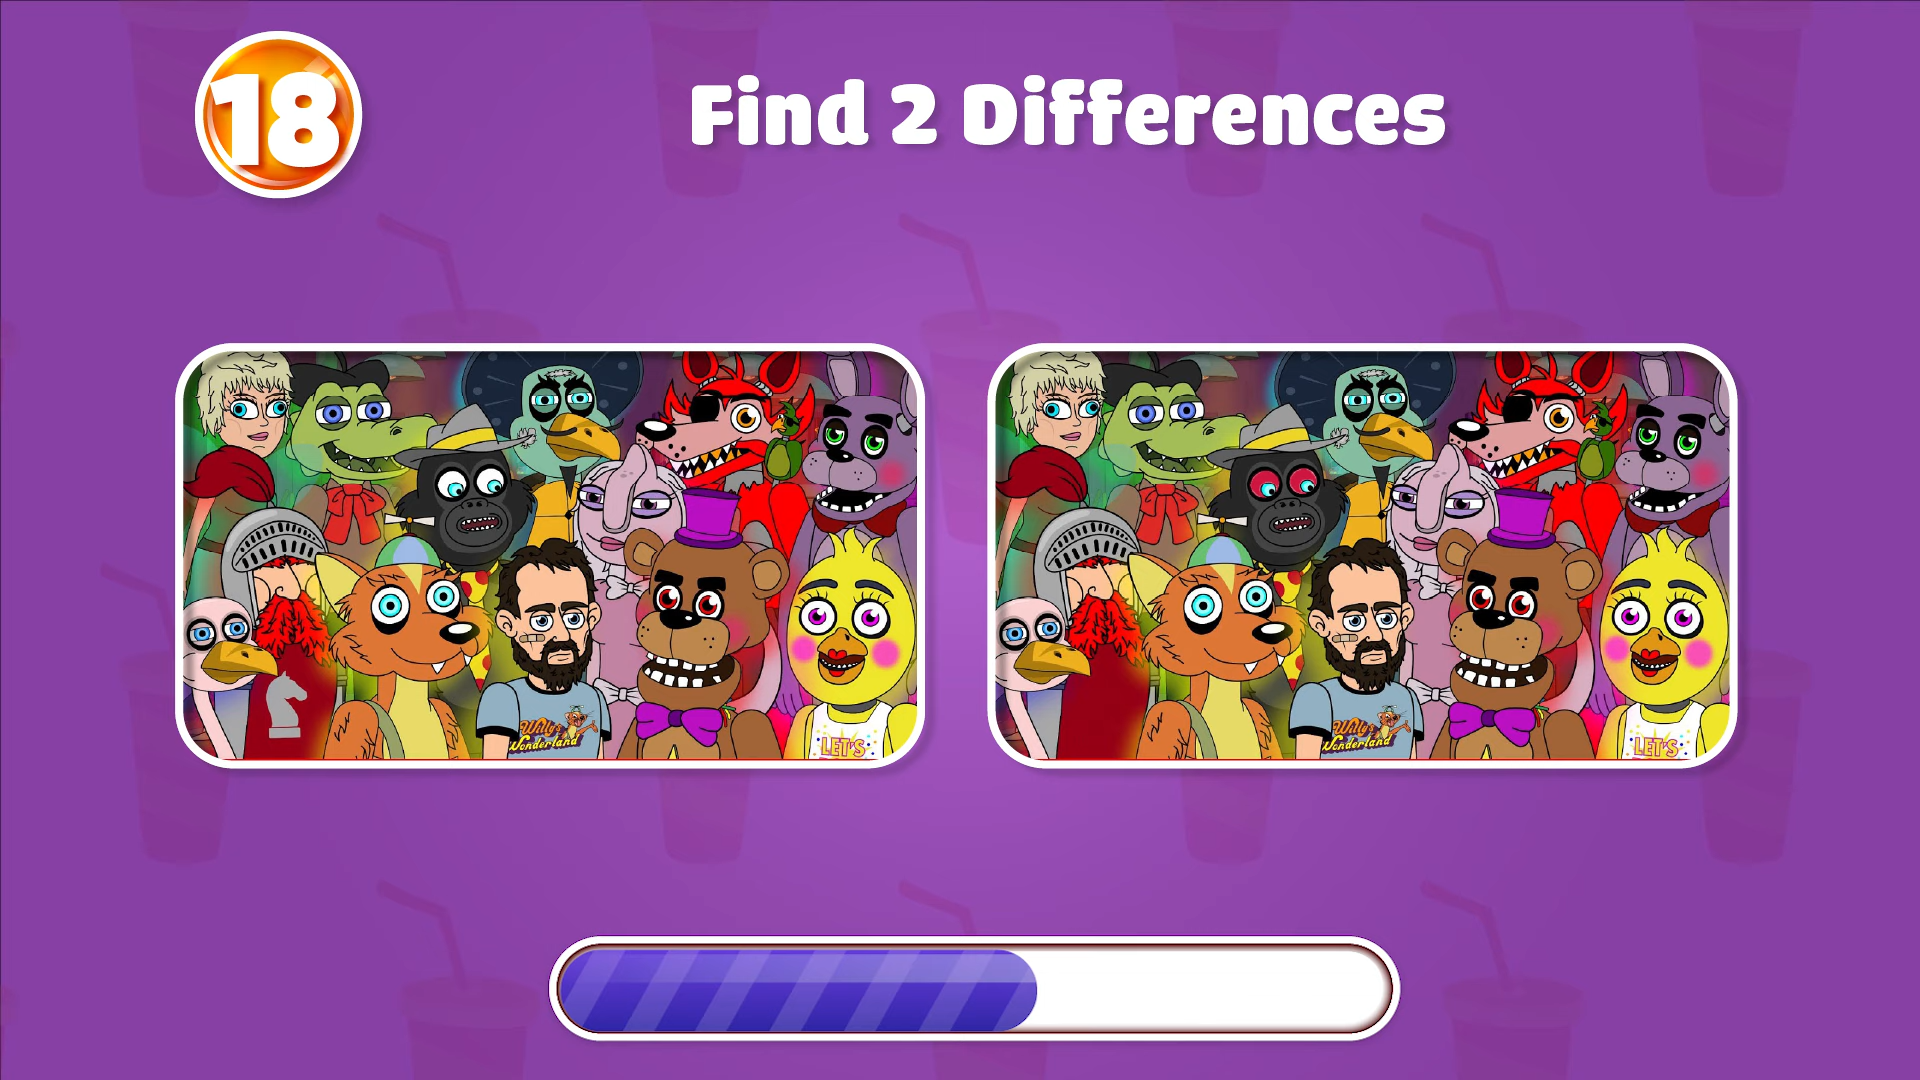 18
Find 2 Differences
Willy's
Wonderland
LET'S
Willy's
Wonderland
LET'S